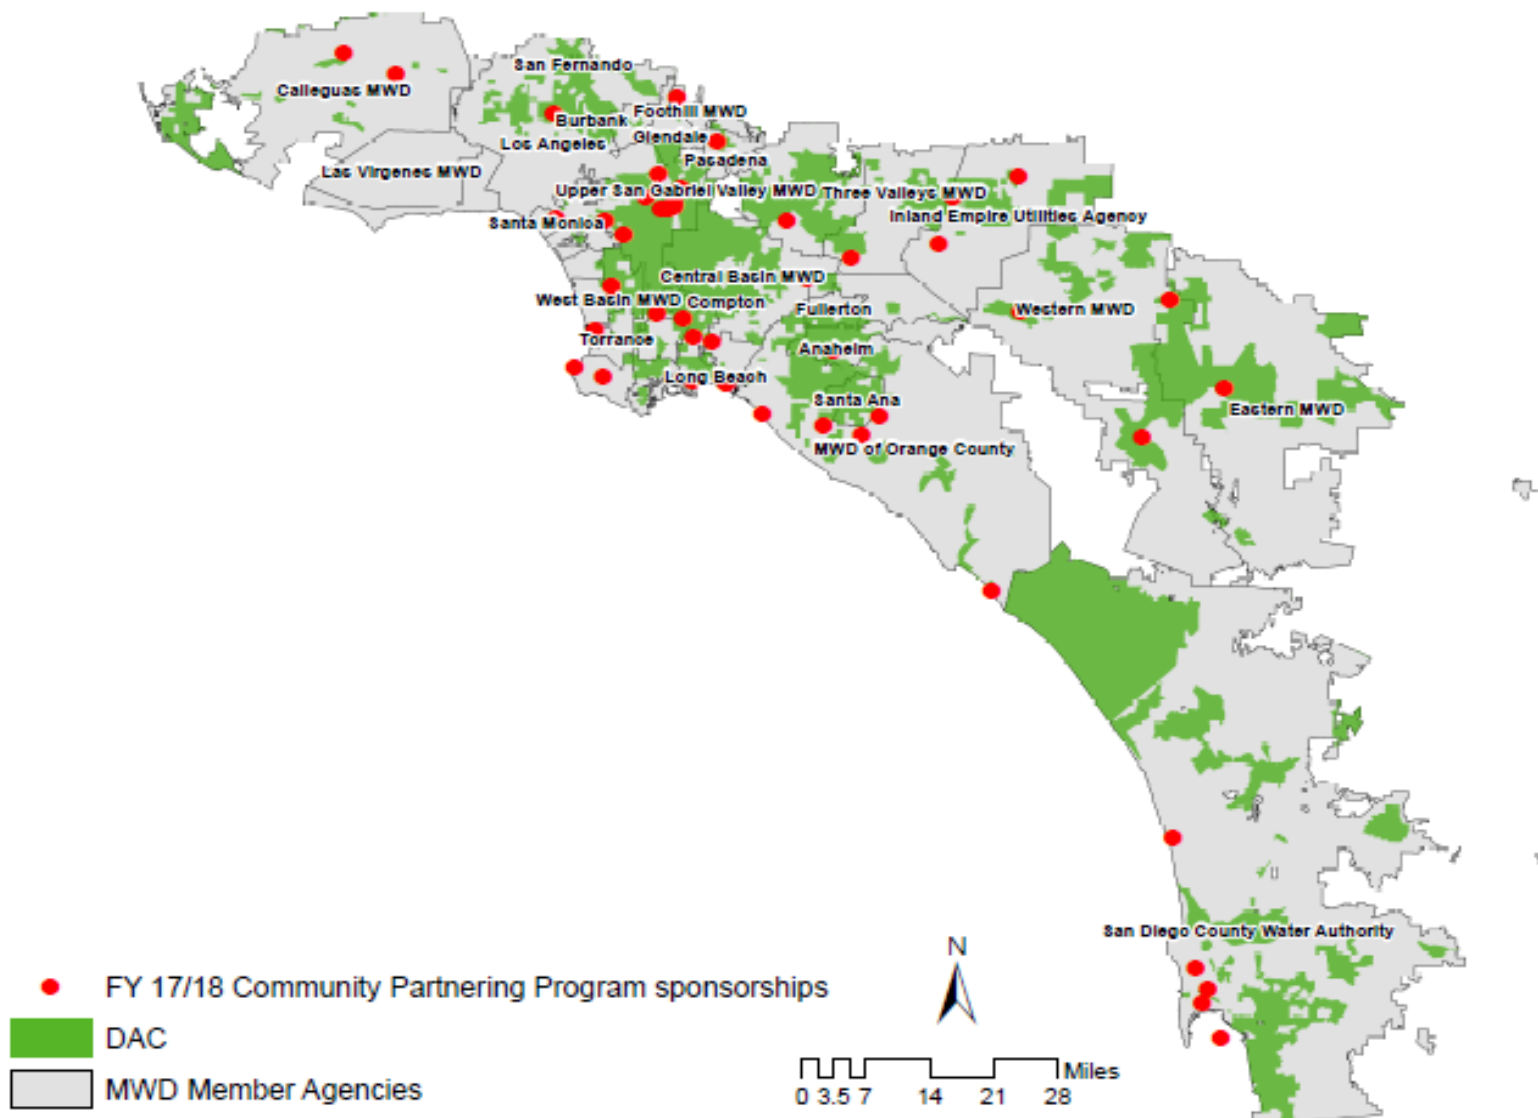 San Fernando
Calleguas MWD
Foothill MWD
Burbank
Glendale
Los Angeles
Pasadena
Las Virgenes MWD
Upper San Gabriel Valley MWD
Three Valleys MWD
Inland Empire Utilities Agency
Santa Monica
Central Basin MWD
West Basin MWD
Compton
Fullerton
Western MWD
Torrance
Anaheim
Long Beach
Santa Ana
Eastern MWD
MWD of Orange County
San Diego County Water Authority
N
FY 17/18 Community Partnering Program sponsorships
DAC
MWD Member Agencies
Miles
0 3.5 7 14 21 28